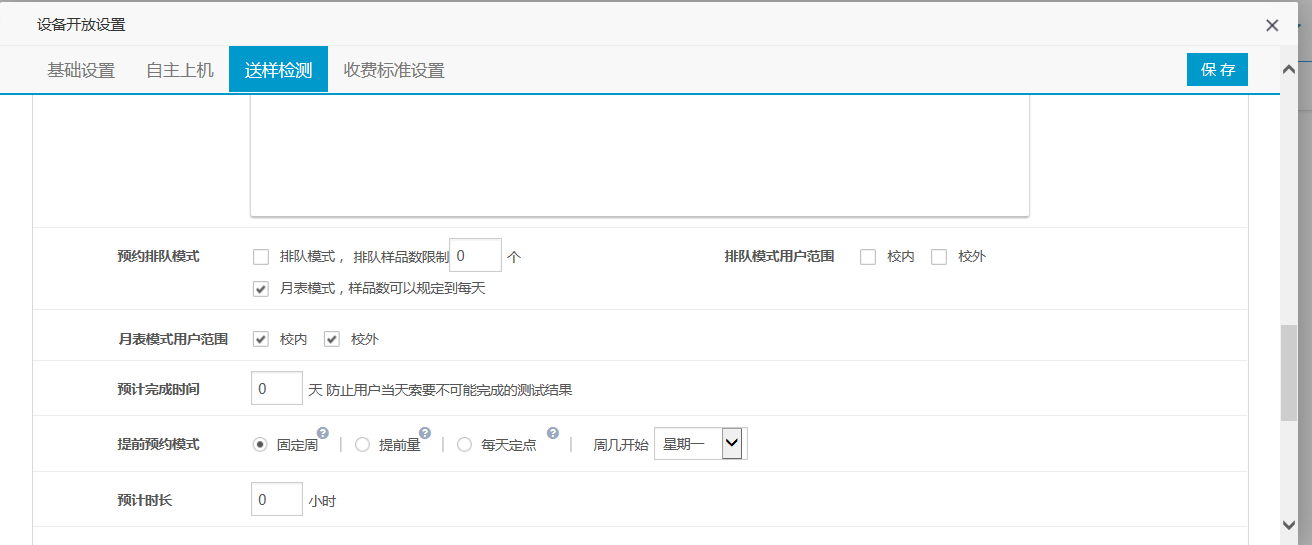 设备开放设置
基础设置 自主上机 送样检测 收费标准设置 保存
预约排队模式 排队模式， 排队样品数限制 0 个 排队模式用户范围 校内 校外
月表模式，样品数可以规定到每天
月表模式用户范围 校内 校外
预计完成时间 0 天 防止用户当天索要不可能完成的测试结果
提前预约模式 固定周 ? | 提前量 ? | 每天定点 ? | 周几开始 星期一
预计时长 0 小时